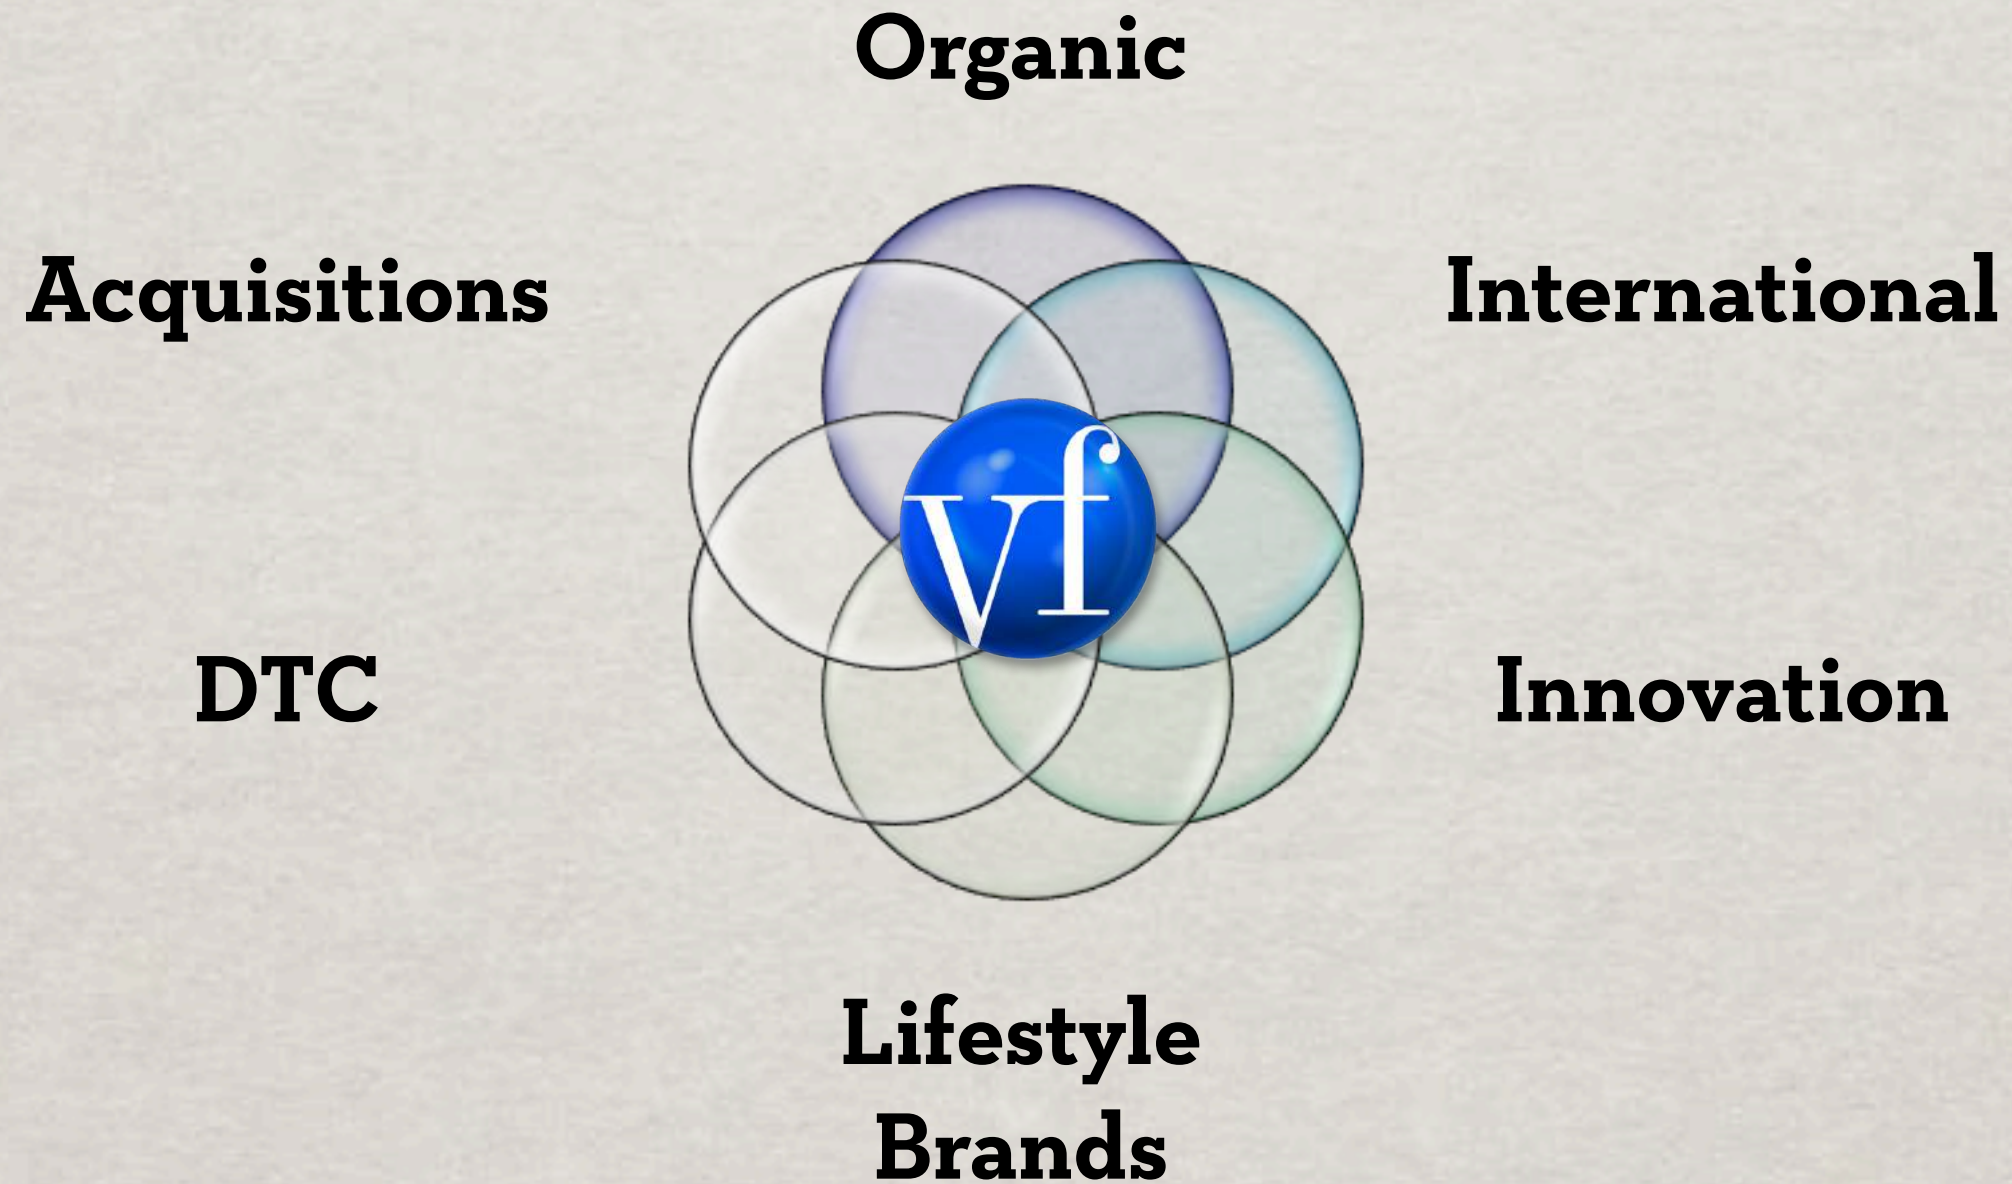 Organic
Acquisitions
International
vf
DTC
Innovation
Lifestyle
Brands